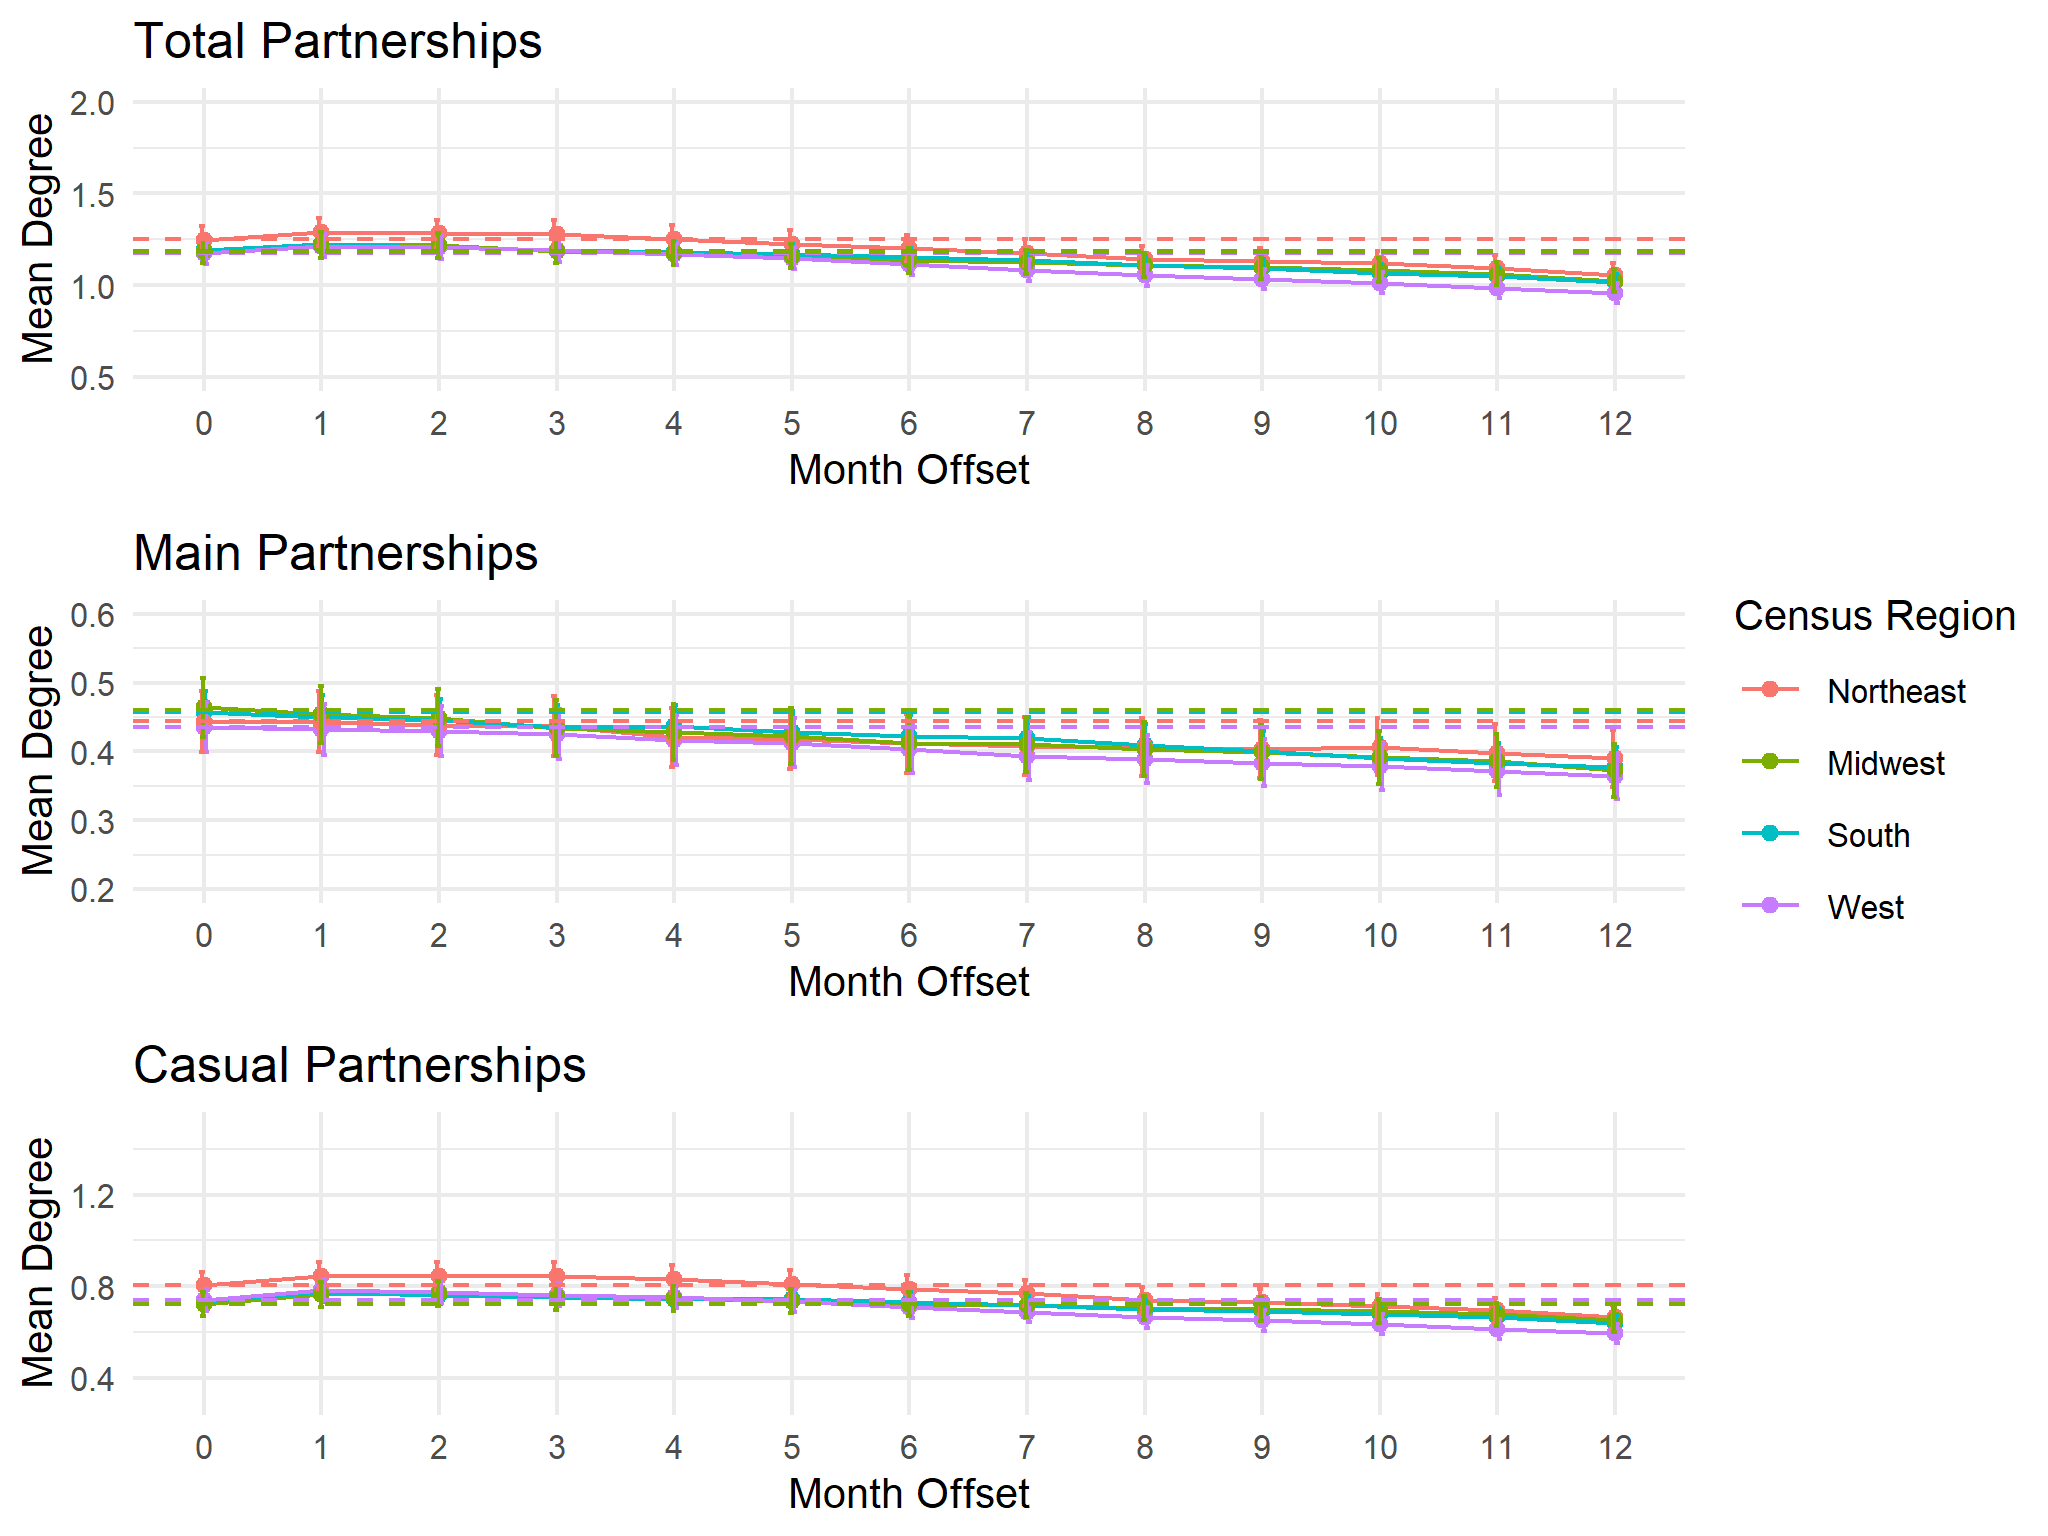 Total Partnerships
Mean Degree
2.0
1.5
1.0
0.5
0 1 2 3 4 5 6 7 8 9 10 11 12
Month Offset
Main Partnerships
Mean Degree
0.6
0.5
0.4
0.3
0.2
0 1 2 3 4 5 6 7 8 9 10 11 12
Month Offset
Census Region
Northeast
Midwest
South
West
Casual Partnerships
Mean Degree
1.2
0.8
0.4
0 1 2 3 4 5 6 7 8 9 10 11 12
Month Offset